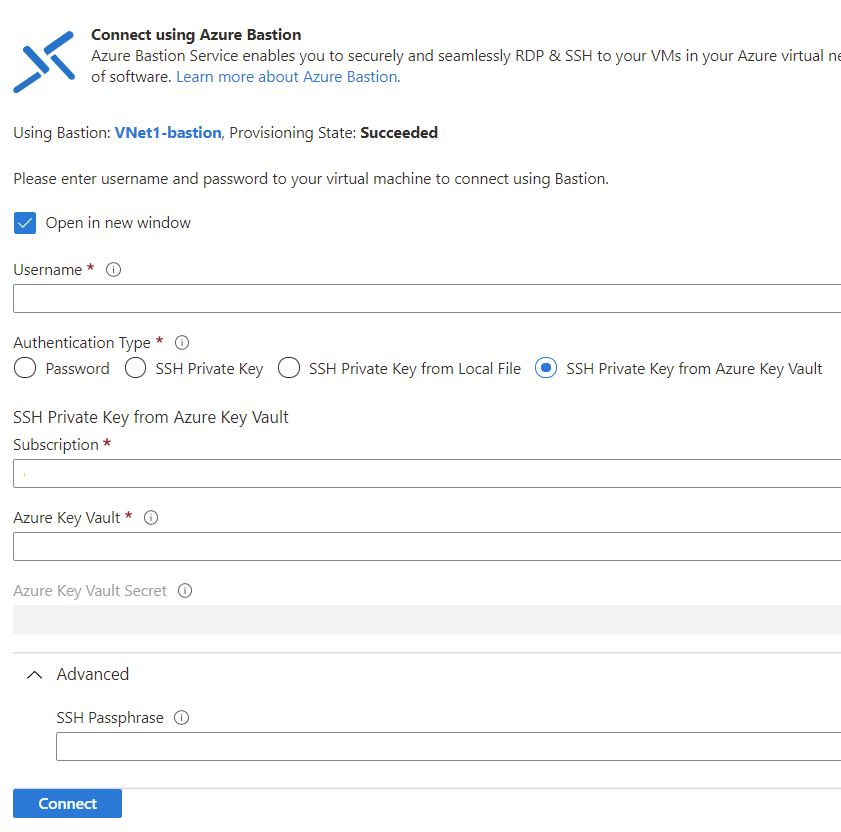 Connect using Azure Bastion
Azure Bastion Service enables you to securely and seamlessly RDP & SSH to your VMs in your Azure virtual
of software. Learn more about Azure Bastion.
Using Bastion: VNet1-bastion, Provisioning State: Succeeded
Please enter username and password to your virtual machine to connect using Bastion.
Open in new window
Username *
Authentication Type *
Password SSH Private Key SSH Private Key from Local File SSH Private Key from Azure Key Vault
SSH Private Key from Azure Key Vault
Subscription *
Azure Key Vault *
Azure Key Vault Secret
Advanced
SSH Passphrase
Connect